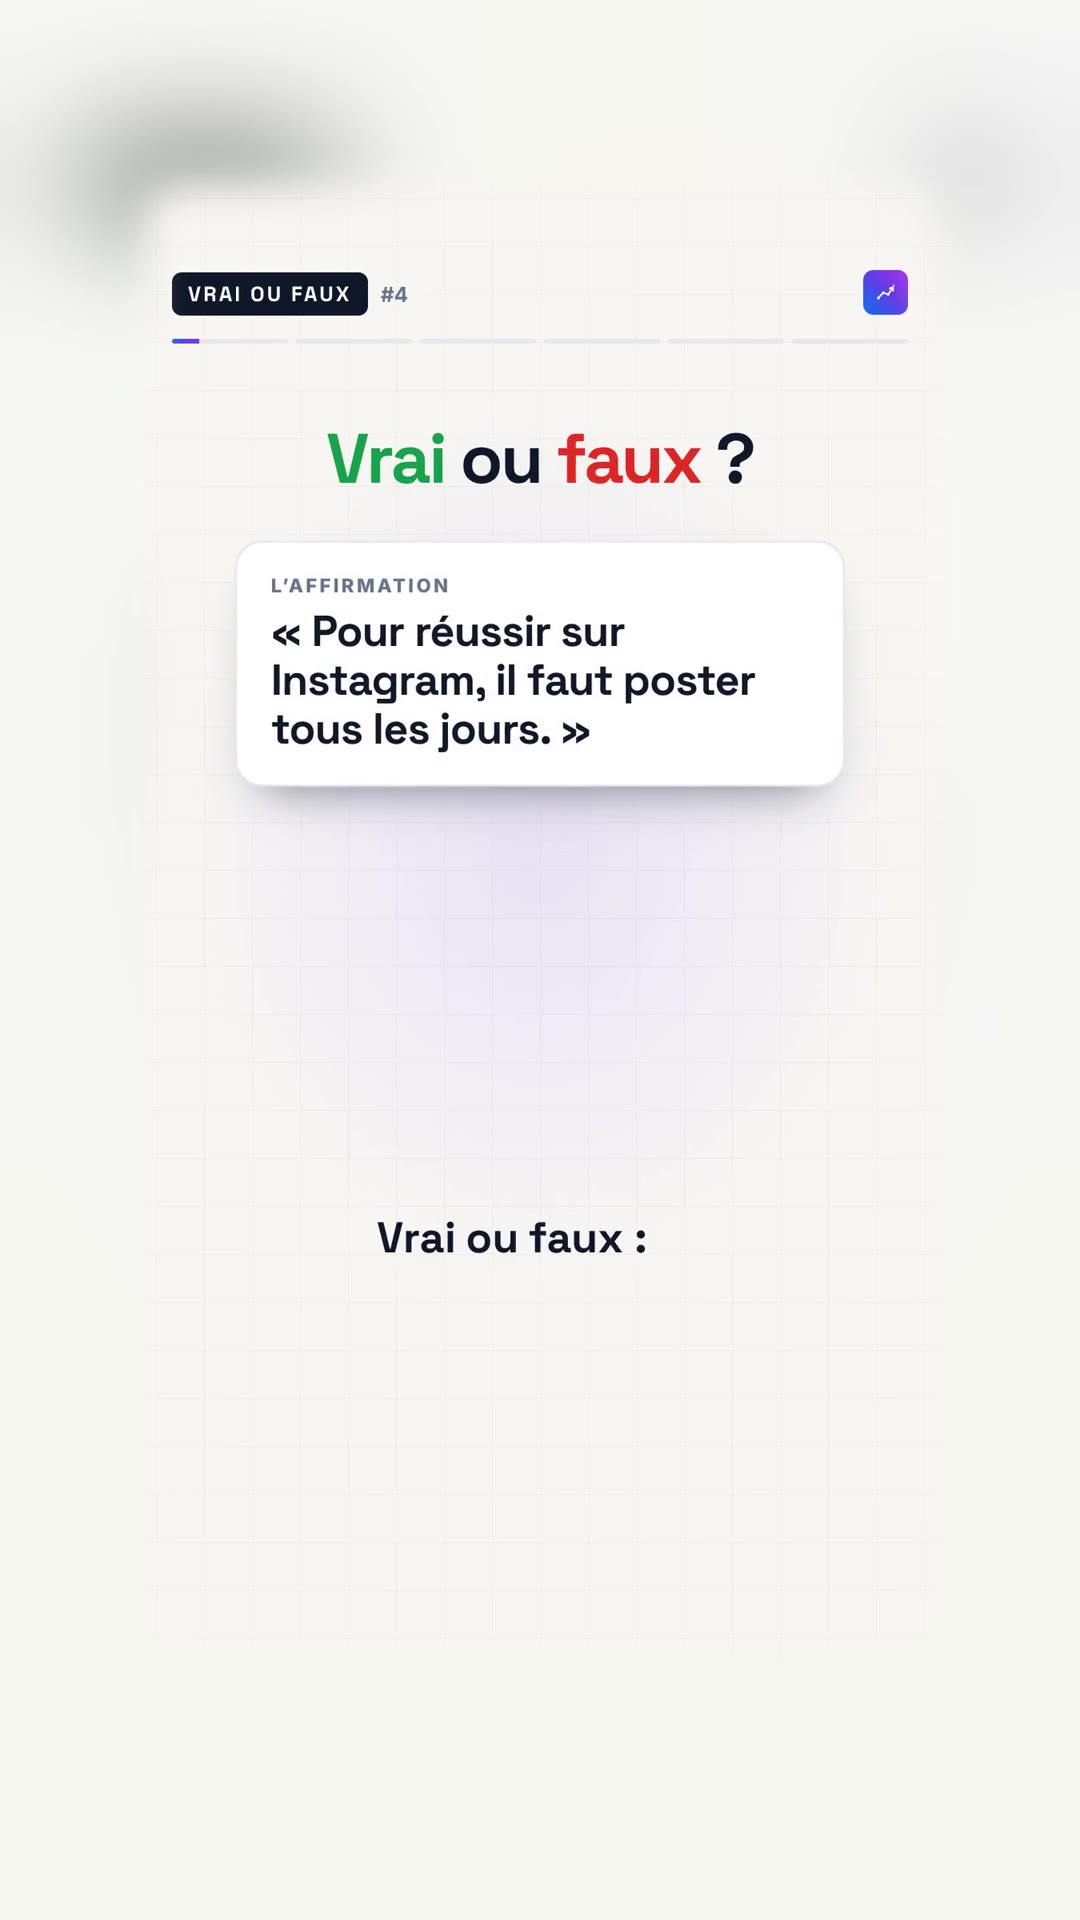 VRAI OU FAUX #4
Vrai ou faux ?
L'AFFIRMATION
« Pour réussir sur
Instagram, il faut poster
tous les jours. »
Vrai ou faux :